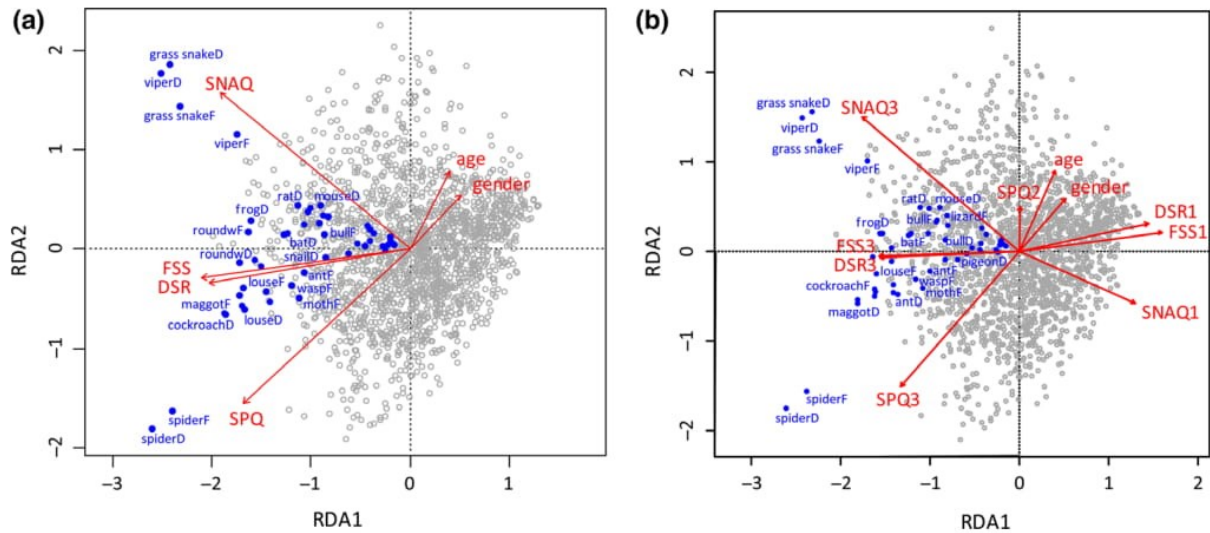 (a)
RDA2
2
1
0
−1
−2
grass snakeD
viperD
SNAQ
grass snakeF
viperF
age
gender
ratD
mouseD
frogD
roundwF
batD
bullF
roundwD
snailD
FSS
DSR
antF
louseF
waspF
maggotF
mothF
cockroachD
louseD
SPQ
spiderF
spiderD
−3
−2
−1
0
1
RDA1
(b)
RDA2
2
1
0
−1
−2
grass snakeD
SNAQ3
viperD
grass snakeF
viperF
age
SPQ2
gender
ratD
mouseD
frogD
bullF
lizardF
DSR1
FSS3
batF
bullD
FSS1
DSR3
pigeonD
louseF
antF
cockroachF
waspF
mothF
maggotD
antD
SNAQ1
SPQ3
spiderF
spiderD
−3
−2
−1
0
1
2
RDA1